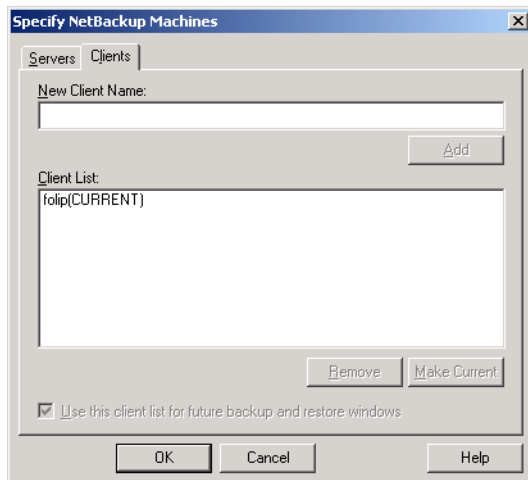 Specify NetBackup Machines
Servers Clients
New Client Name:
Add
Client List:
folip(CURRENT)
Remove Make Current
Use this client list for future backup and restore windows
OK Cancel Help